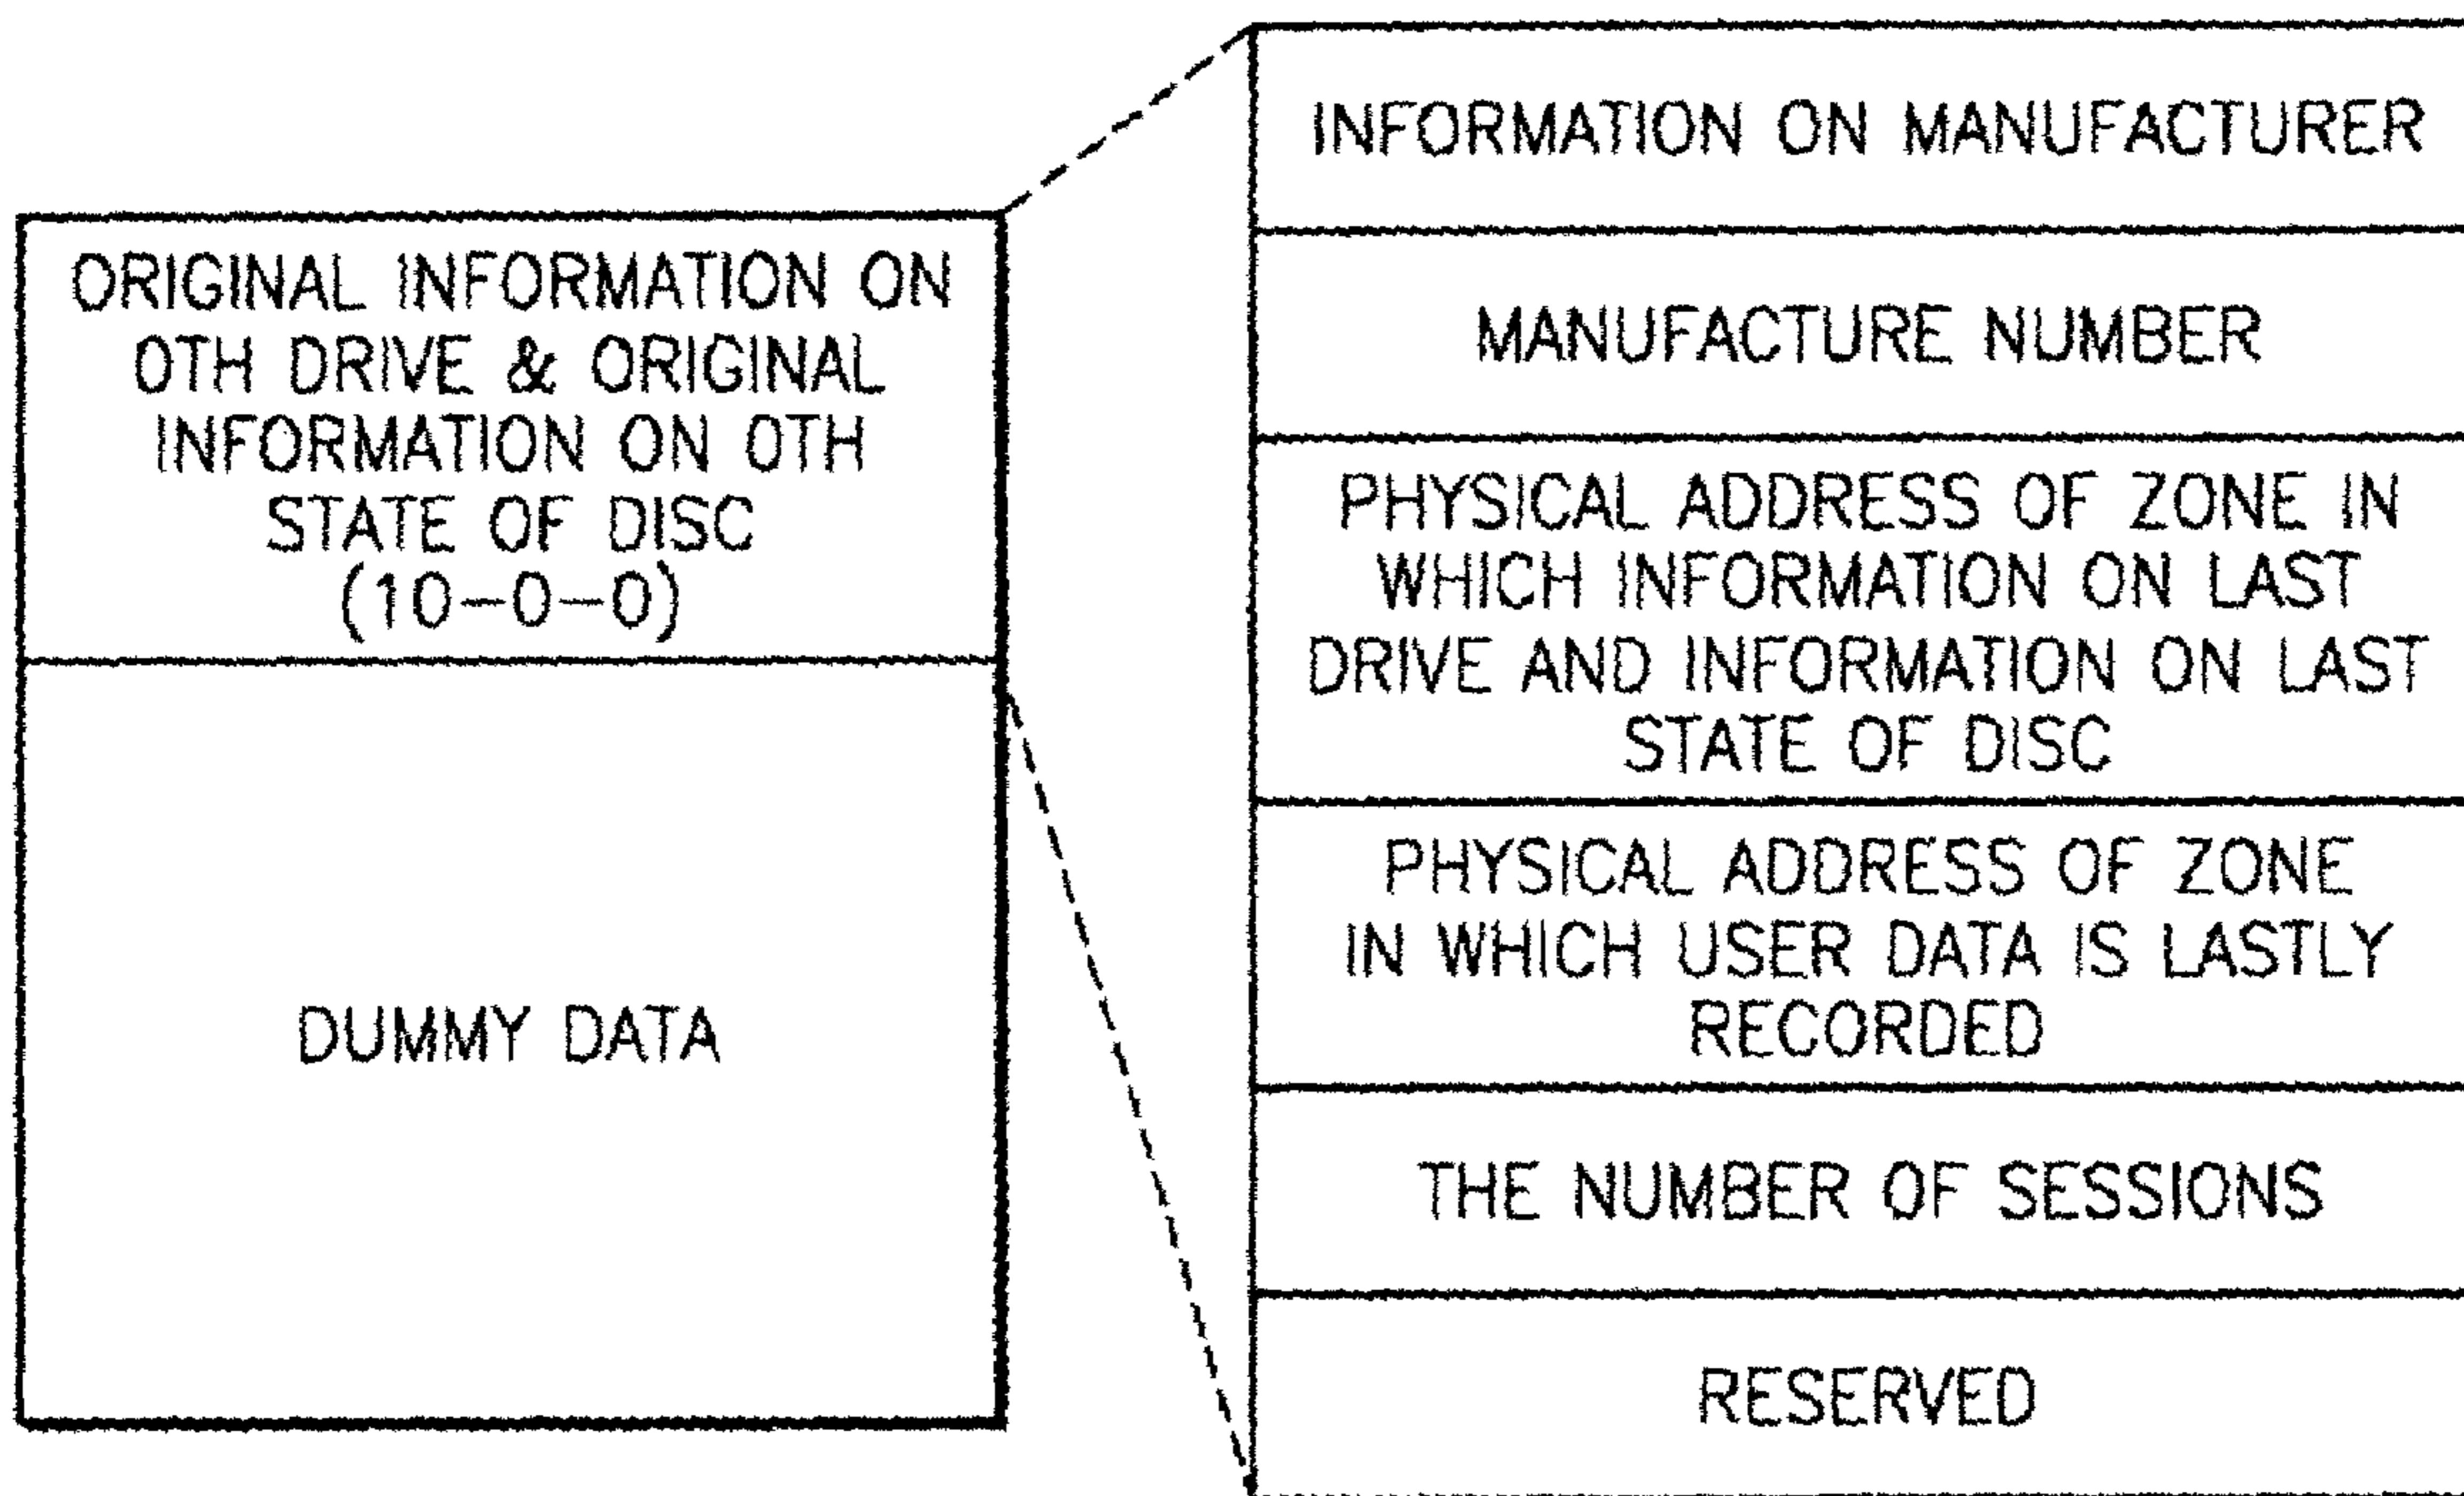 ORIGINAL INFORMATION ON
0TH DRIVE & ORIGINAL
INFORMATION ON 0TH
STATE OF DISC
(10-0-0)
DUMMY DATA
INFORMATION ON MANUFACTURER
MANUFACTURE NUMBER
PHYSICAL ADDRESS OF ZONE IN
WHICH INFORMATION ON LAST
DRIVE AND INFORMATION ON LAST
STATE OF DISC
PHYSICAL ADDRESS OF ZONE
IN WHICH USER DATA IS LASTLY
RECORDED
THE NUMBER OF SESSIONS
RESERVED